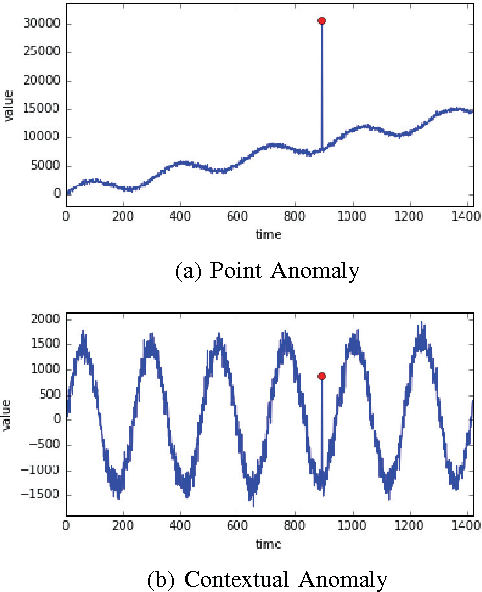 30000
25000
20000
15000
10000
5000
0
value
0 200 400 600 800 1000 1200 1400
time
(a) Point Anomaly
2000
1500
1000
500
0
−500
−1000
−1500
value
0 200 400 600 800 1000 1200 1400
time
(b) Contextual Anomaly